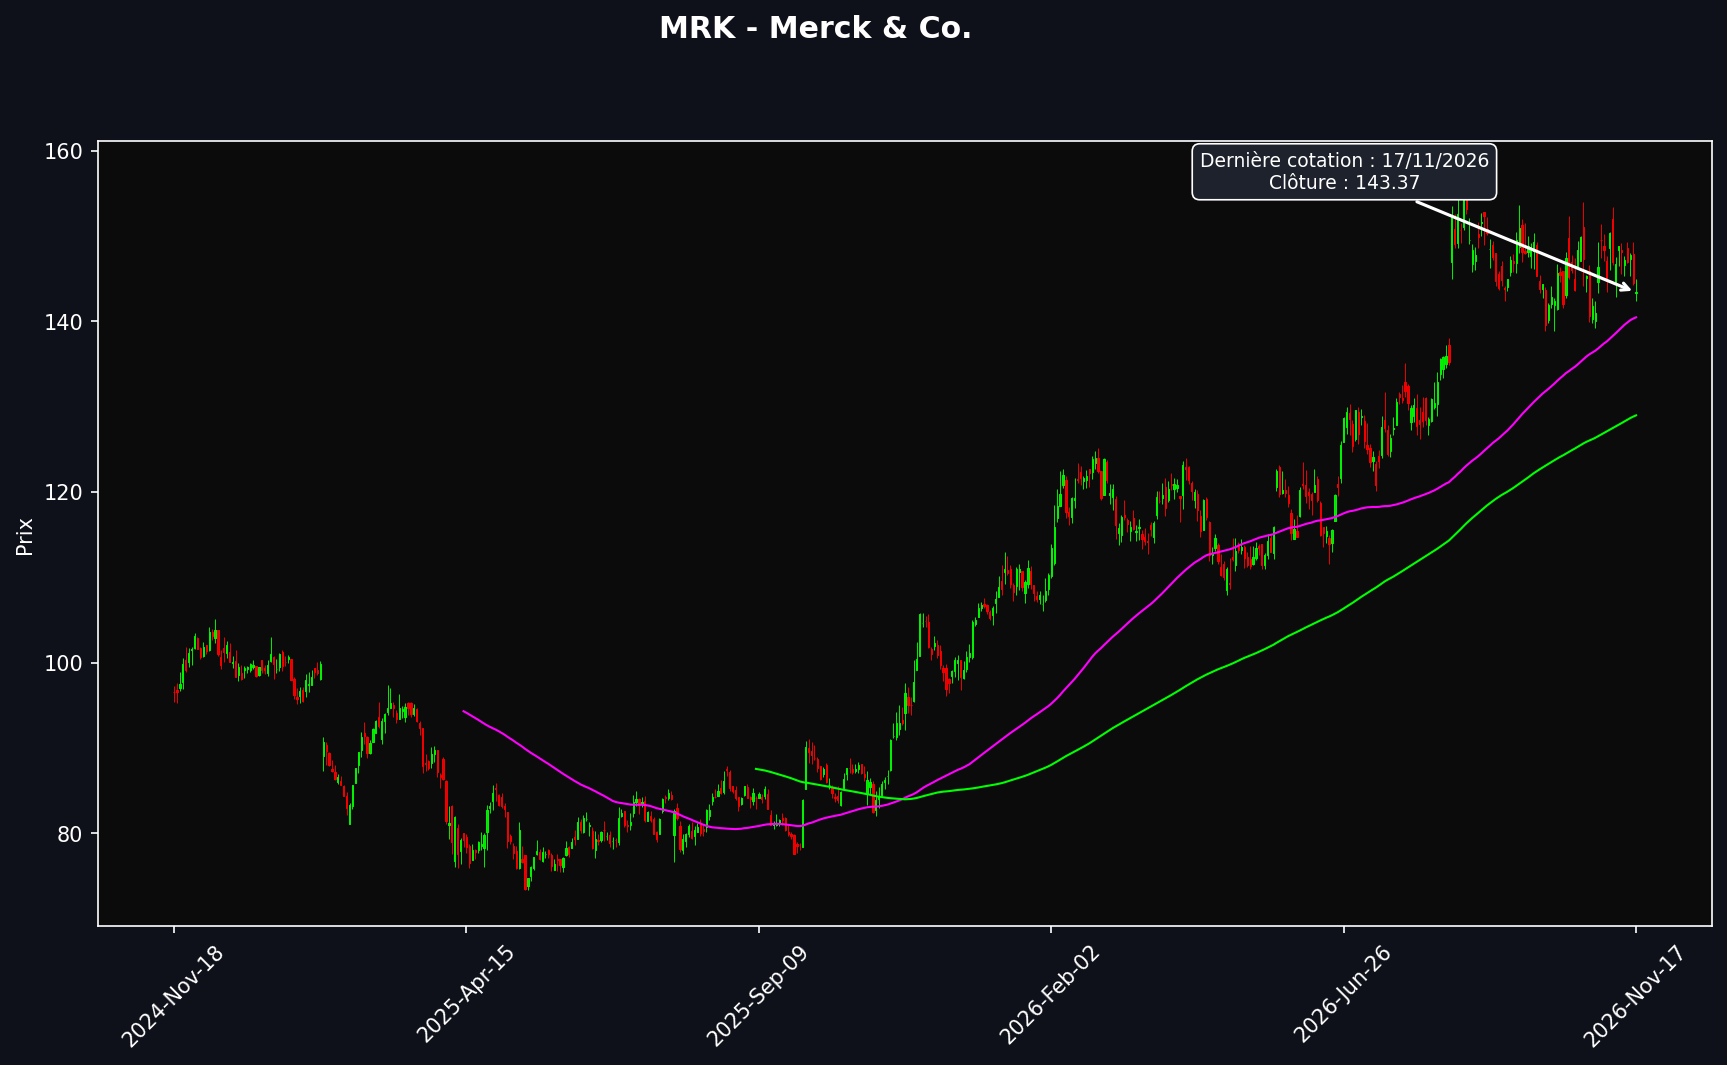 MRK - Merck & Co.
Dernière cotation : 17/11/2026
Clôture : 143.37
Prix
160
140
120
100
80
2024-Nov-18
2025-Apr-15
2025-Sep-09
2026-Feb-02
2026-Jun-26
2026-Nov-17